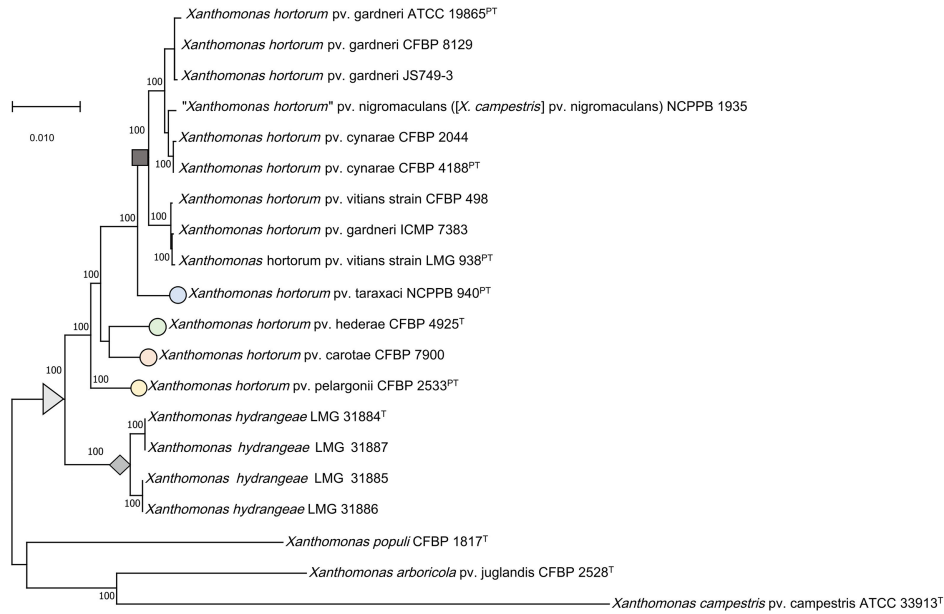 Xanthomonas hortorum pv. gardneri ATCC 19865PT
Xanthomonas hortorum pv. gardneri CFBP 8129
Xanthomonas hortorum pv. gardneri JS749-3
100
"Xanthomonas hortorum" pv. nigromaculans ([X. campestris] pv. nigromaculans) NCPPB 1935
0.010
100
Xanthomonas hortorum pv. cynarae CFBP 2044
100
Xanthomonas hortorum pv. cynarae CFBP 4188PT
Xanthomonas hortorum pv. vitians strain CFBP 498
100
100
Xanthomonas hortorum pv. gardneri ICMP 7383
100
Xanthomonas hortorum pv. vitians strain LMG 938PT
100
Xanthomonas hortorum pv. taraxaci NCPPB 940PT
100
Xanthomonas hortorum pv. hederae CFBP 4925T
Xanthomonas hortorum pv. carotae CFBP 7900
100
100
Xanthomonas hortorum pv. pelargonii CFBP 2533PT
Xanthomonas hydrangeae LMG 31884T
100
100
Xanthomonas hydrangeae LMG 31887
Xanthomonas hydrangeae LMG 31885
100
Xanthomonas hydrangeae LMG 31886
Xanthomonas populi CFBP 1817T
Xanthomonas arboricola pv. juglandis CFBP 2528T
100
Xanthomonas campestris pv. campestris ATCC 33913T